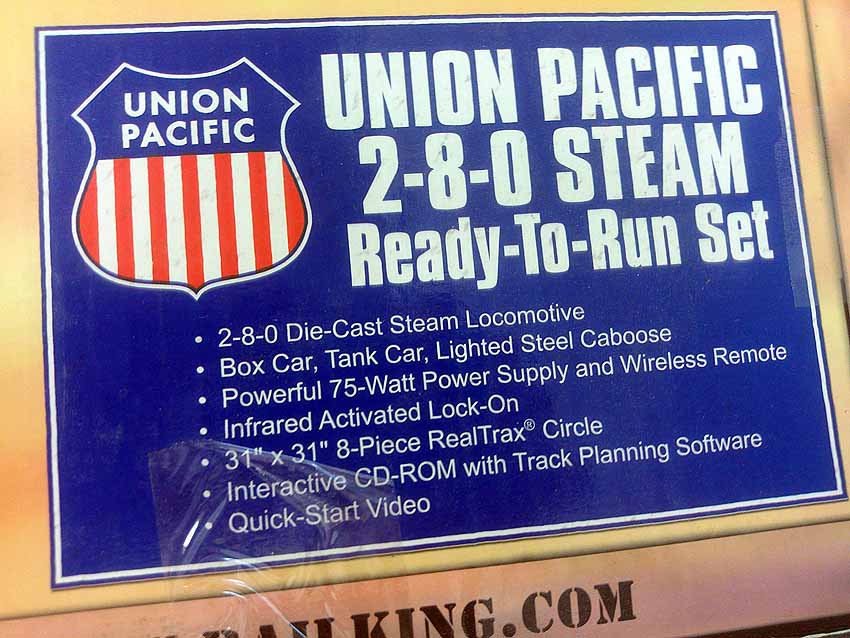 UNION
PACIFIC
UNION PACIFIC
2-8-0 STEAM
Ready-To-Run Set
• 2-8-0 Die-Cast Steam Locomotive
• Box Car, Tank Car, Lighted Steel Caboose
• Powerful 75-Watt Power Supply and Wireless Remote
• Infrared Activated Lock-On
• 31" x 31" 8-Piece RealTrax® Circle
• Interactive CD-ROM with Track Planning Software
• Quick-Start Video
RAILKING.COM